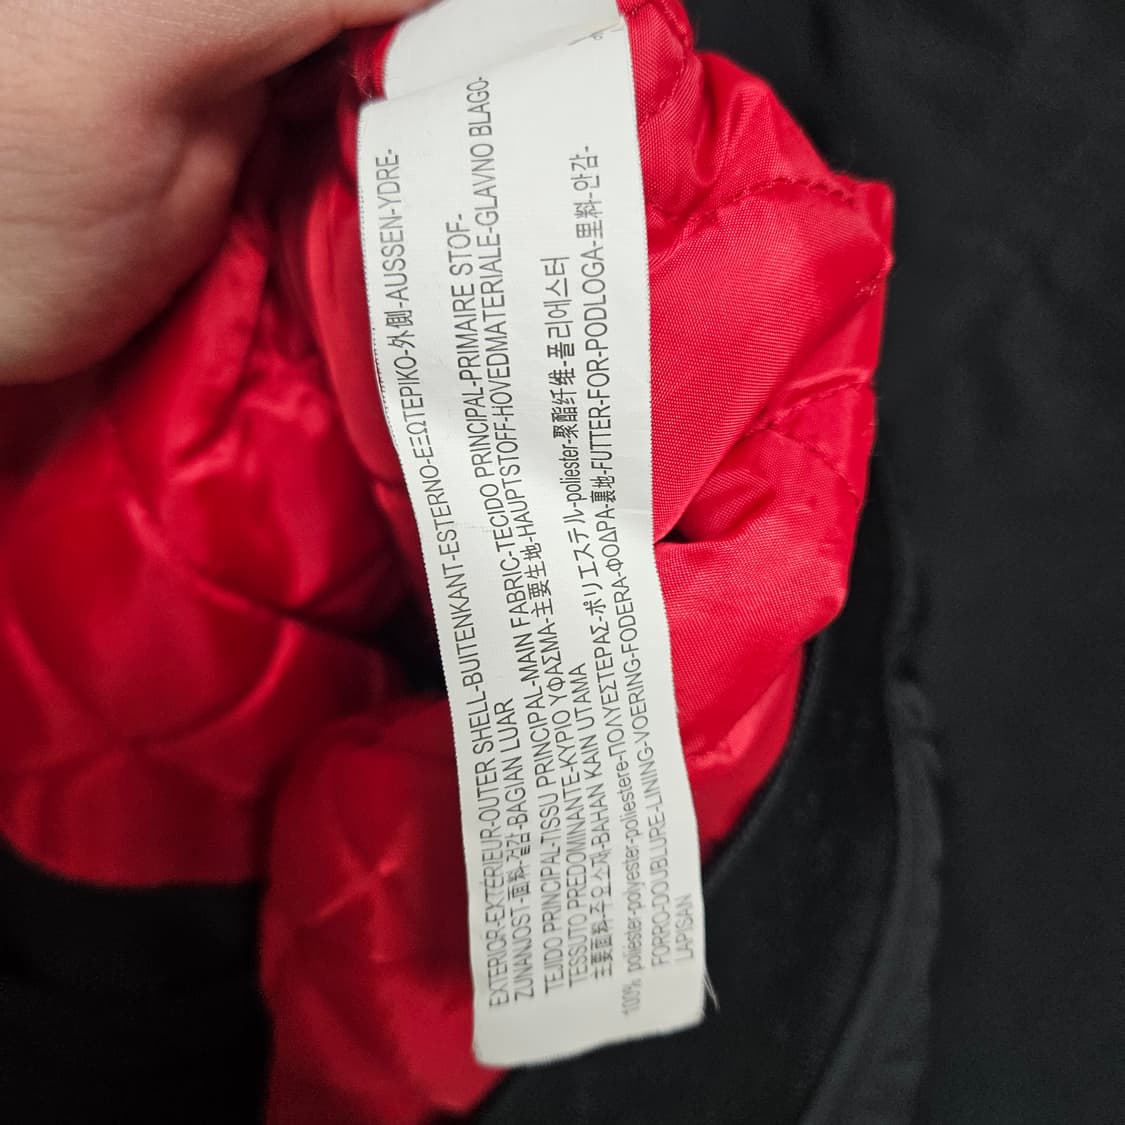 EXTERIOR-EXTÉRIEUR-OUTER SHELL-BUITENKANT-ESTERNO-ΕΞΩΤΕΡΙΚΟ-外側-AUSSEN-YDRE-
ZUNANJOST-面料-겉감-BAGIAN LUAR
TEJIDO PRINCIPAL-TISSU PRINCIPAL-MAIN FABRIC-TECIDO PRINCIPAL-PRIMAIRE STOF-
TESSUTO PREDOMINANTE-ΚΥΡΙΟ ΥΦΑΣΜΑ-主要生地-HAUPTSTOFF-HOVEDMATERIALE-GLAVNO BLAGO-
主要面料-주요소재-BAHAN KAIN UTAMA
100% poliéster-polyester-poliestere-ΠΟΛΥΕΣΤΕΡΑΣ-ポリエステル-poliester-聚酯纤维-폴리에스터
FORRO-DOUBLURE-LINING-VOERING-FODERA-ΦΟΔΡΑ-裏地-FUTTER-FOR-PODLOGA-里料-안감-
LAPISAN